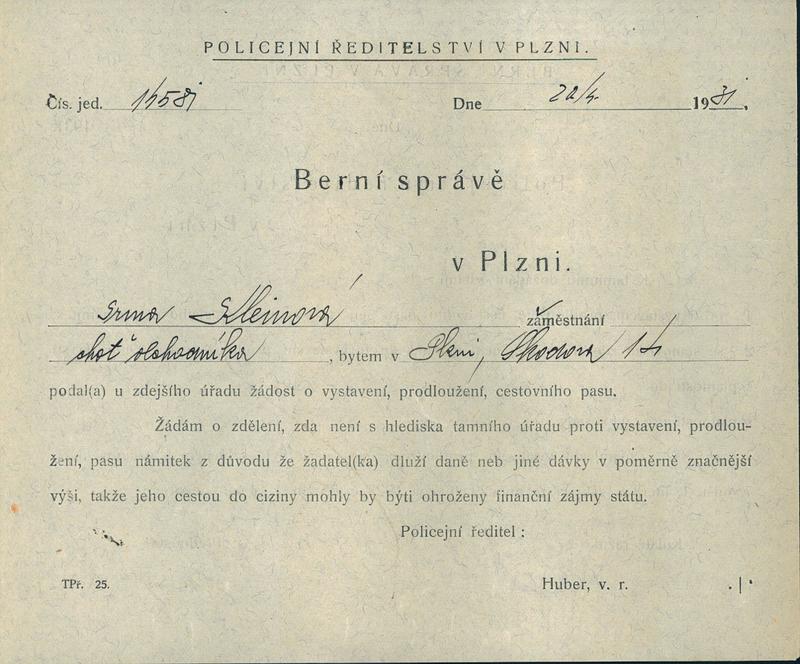 POLICEJNÍ ŘEDITELSTVÍ V PLZNI.
Čís. jed. Dne 1931,
Berní správě
v Plzni.
Irma Kleinová zaměstnání
choť obchodníka, bytem v Plzni, Škodova 14
podal(a) u zdejšího úřadu žádost o vystavení, prodloužení, cestovního pasu.
Žádám o zdělení, zda není s hlediska tamního úřadu proti vystavení, prodlou-
žení, pasu námitek z důvodu že žadatel(ka) dluží daně neb jiné dávky v poměrně značnější
výši, takže jeho cestou do ciziny mohly by býti ohroženy finanční zájmy státu.
Policejní ředitel :
TPř. 25. Huber, v. r.